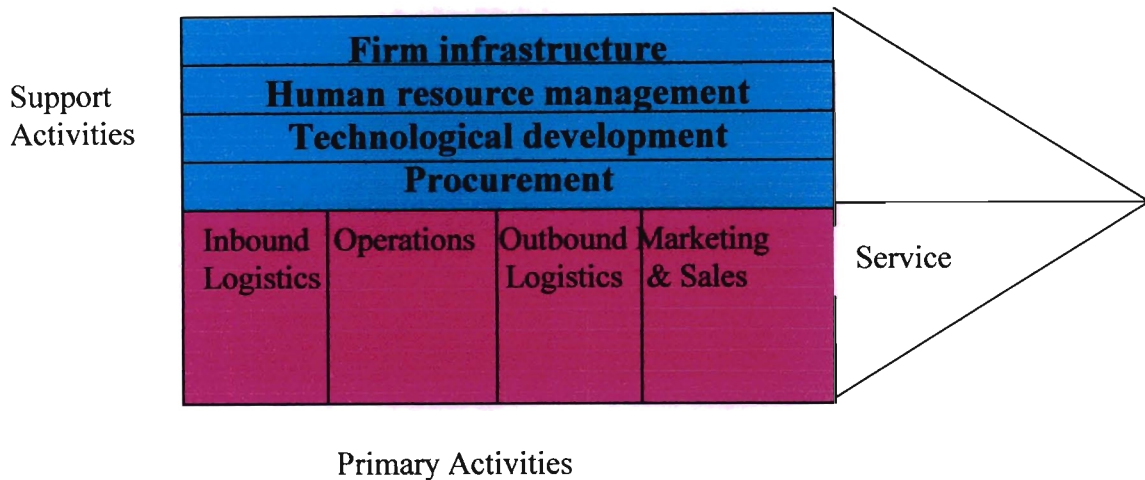 Support
Activities
Firm infrastructure
Human resource management
Technological development
Procurement
Inbound
Logistics
Operations
Outbound
Logistics
Marketing
& Sales
Service
Primary Activities